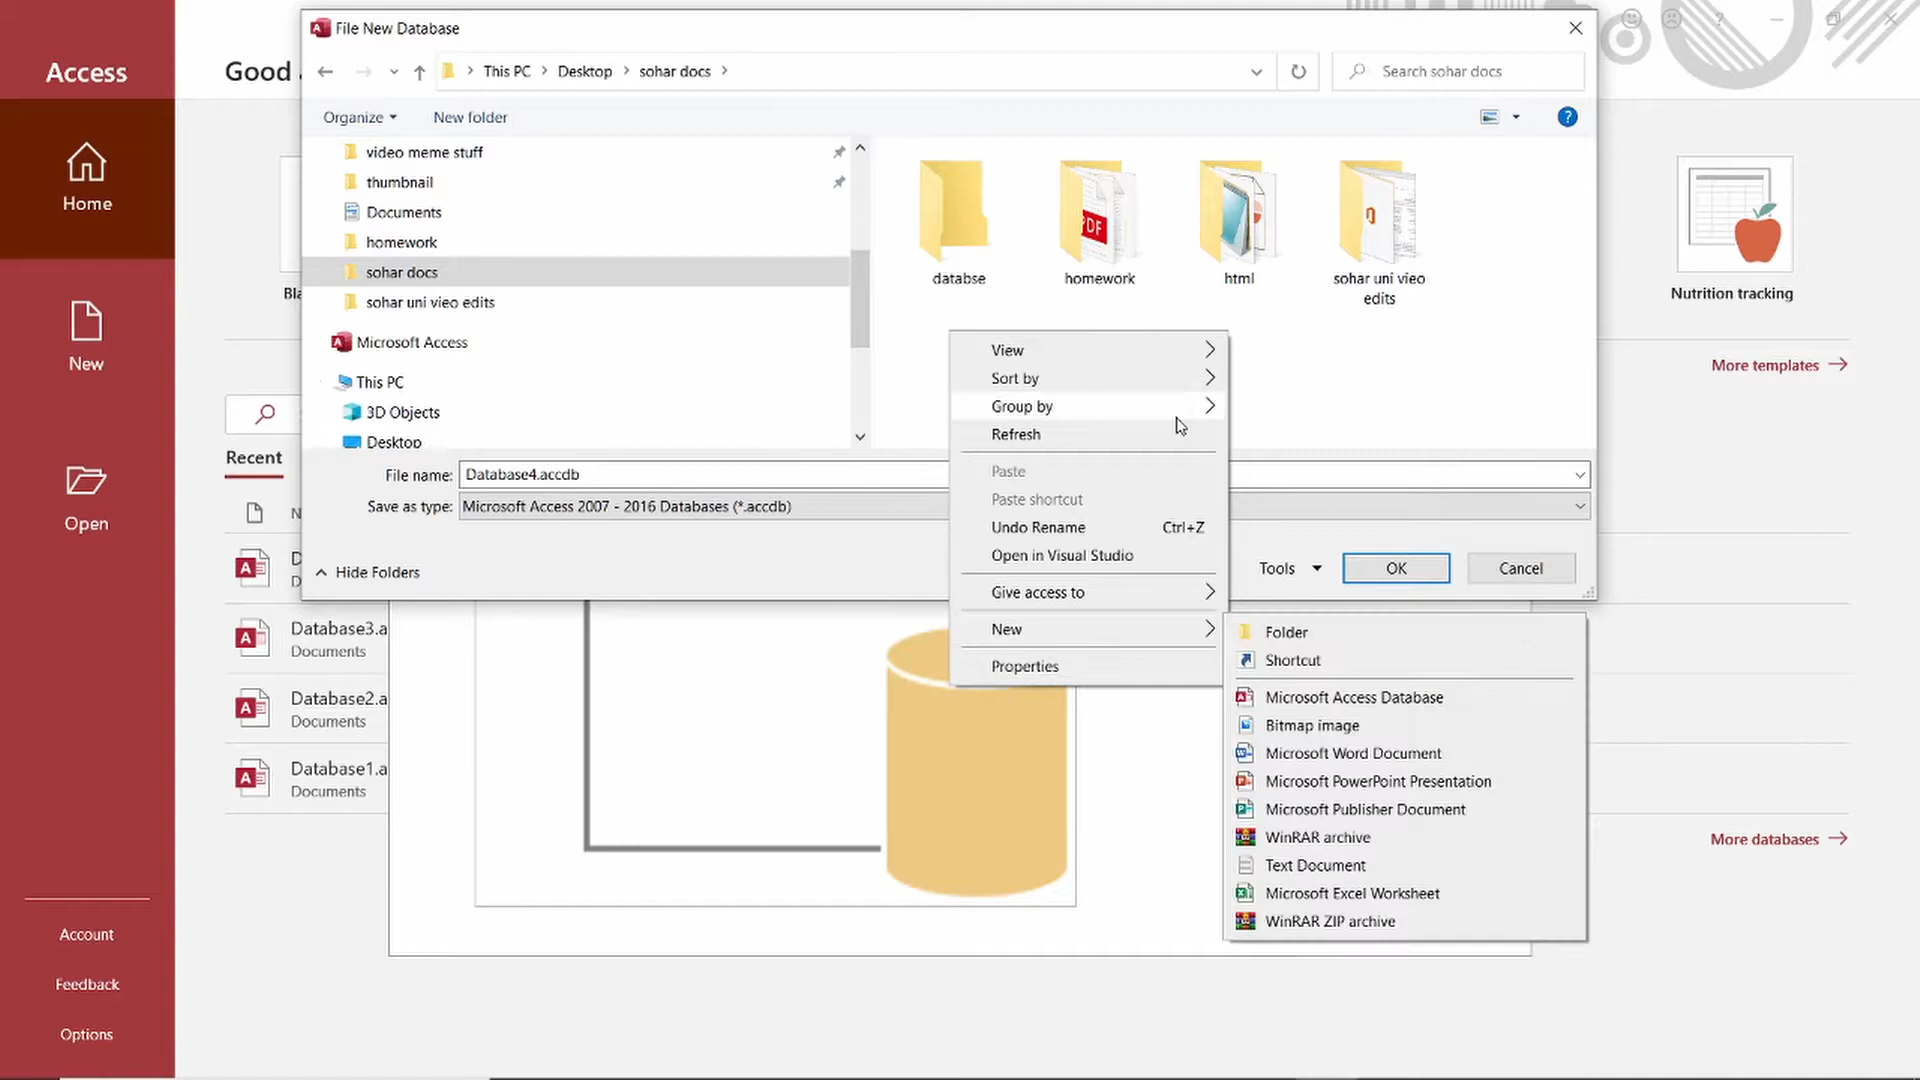 File New Database
Access
Good
This PC
Desktop
sohar docs
Search sohar docs
Organize
New folder
Home
New
Open
Account
Feedback
Options
video meme stuff
thumbnail
Documents
homework
sohar docs
sohar uni vieo edits
Microsoft Access
This PC
3D Objects
Desktop
databse
homework
html
sohar uni vieo
edits
PDF
Bla
Nutrition tracking
More templates
File name:
Database4.accdb
Save as type:
Microsoft Access 2007 - 2016 Databases (*.accdb)
Hide Folders
Tools
OK
Cancel
View
Sort by
Group by
Refresh
Paste
Paste shortcut
Undo Rename Ctrl+Z
Open in Visual Studio
Give access to
New
Properties
Folder
Shortcut
Microsoft Access Database
Bitmap image
Microsoft Word Document
Microsoft PowerPoint Presentation
Microsoft Publisher Document
WinRAR archive
Text Document
Microsoft Excel Worksheet
WinRAR ZIP archive
Recent
N
D
D
Database3.a
Documents
Database2.a
Documents
Database1.a
Documents
More databases